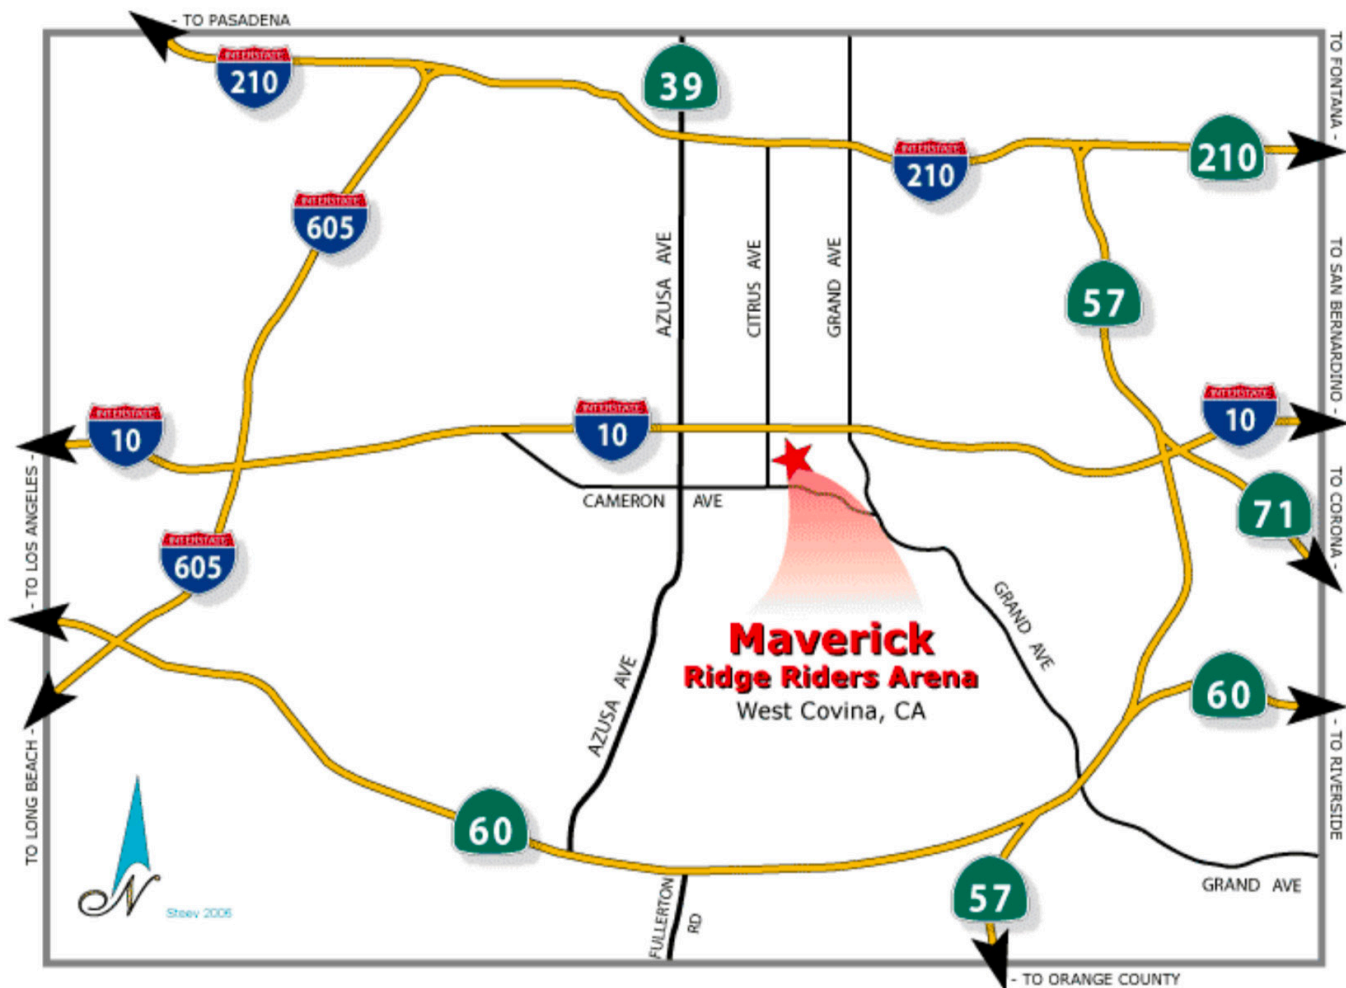 - TO PASADENA
INTERSTATE
210
39
TO FONTANA -
INTERSTATE
210
210
INTERSTATE
605
AZUSA AVE
CITRUS AVE
GRAND AVE
57
TO SAN BERNARDINO -
INTERSTATE
10
INTERSTATE
10
INTERSTATE
10
- TO LOS ANGELES -
CAMERON AVE
71
TO CORONA -
INTERSTATE
605
GRAND AVE
Maverick
Ridge Riders Arena
West Covina, CA
AZUSA AVE
60
- TO RIVERSIDE
TO LONG BEACH -
60
N
Steev 2006
FULLERTON
RD
57
GRAND AVE
- TO ORANGE COUNTY